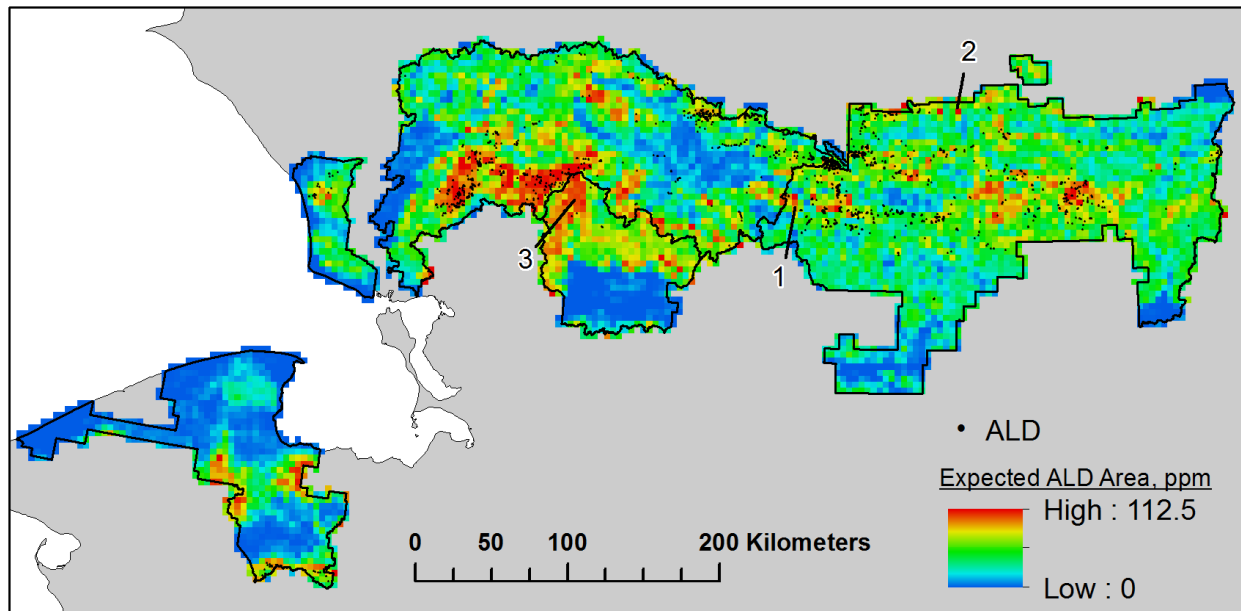 2
3
1
ALD
Expected ALD Area, ppm
High : 112.5
Low : 0
0 50 100 200 Kilometers